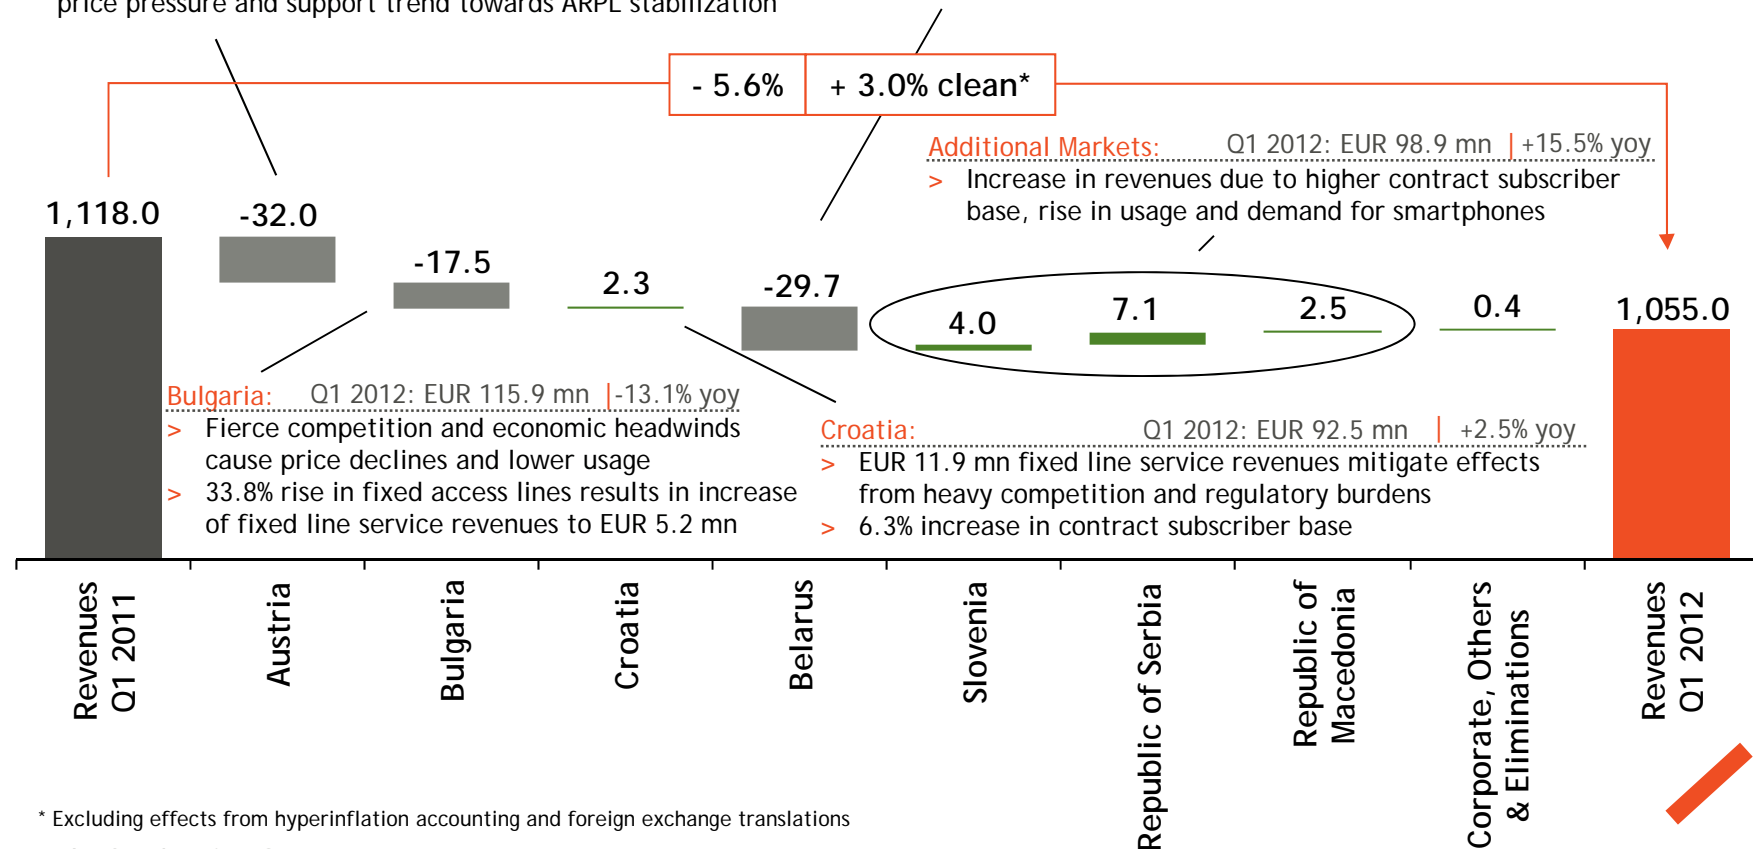 price pressure and support trend towards ARPL stabilization
- 5.6% + 3.0% clean*
Additional Markets: Q1 2012: EUR 98.9 mn | +15.5% yoy
> Increase in revenues due to higher contract subscriber
base, rise in usage and demand for smartphones
1,118.0
-32.0
-17.5
2.3
-29.7
4.0
7.1
2.5
0.4
1,055.0
Bulgaria: Q1 2012: EUR 115.9 mn |-13.1% yoy
> Fierce competition and economic headwinds
cause price declines and lower usage
> 33.8% rise in fixed access lines results in increase
of fixed line service revenues to EUR 5.2 mn
Croatia: Q1 2012: EUR 92.5 mn | +2.5% yoy
> EUR 11.9 mn fixed line service revenues mitigate effects
from heavy competition and regulatory burdens
> 6.3% increase in contract subscriber base
Revenues
Q1 2011
Austria
Bulgaria
Croatia
Belarus
Slovenia
Republic of Serbia
Republic of
Macedonia
Corporate, Others
& Eliminations
Revenues
Q1 2012
* Excluding effects from hyperinflation accounting and foreign exchange translations